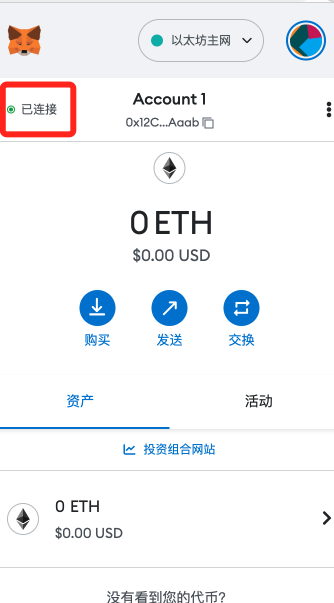 以太坊主网
已连接
Account 1
0x12C...Aaab
0 ETH
$0.00 USD
购买
发送
交换
资产
活动
投资组合网站
0 ETH
$0.00 USD
没有看到您的代币?